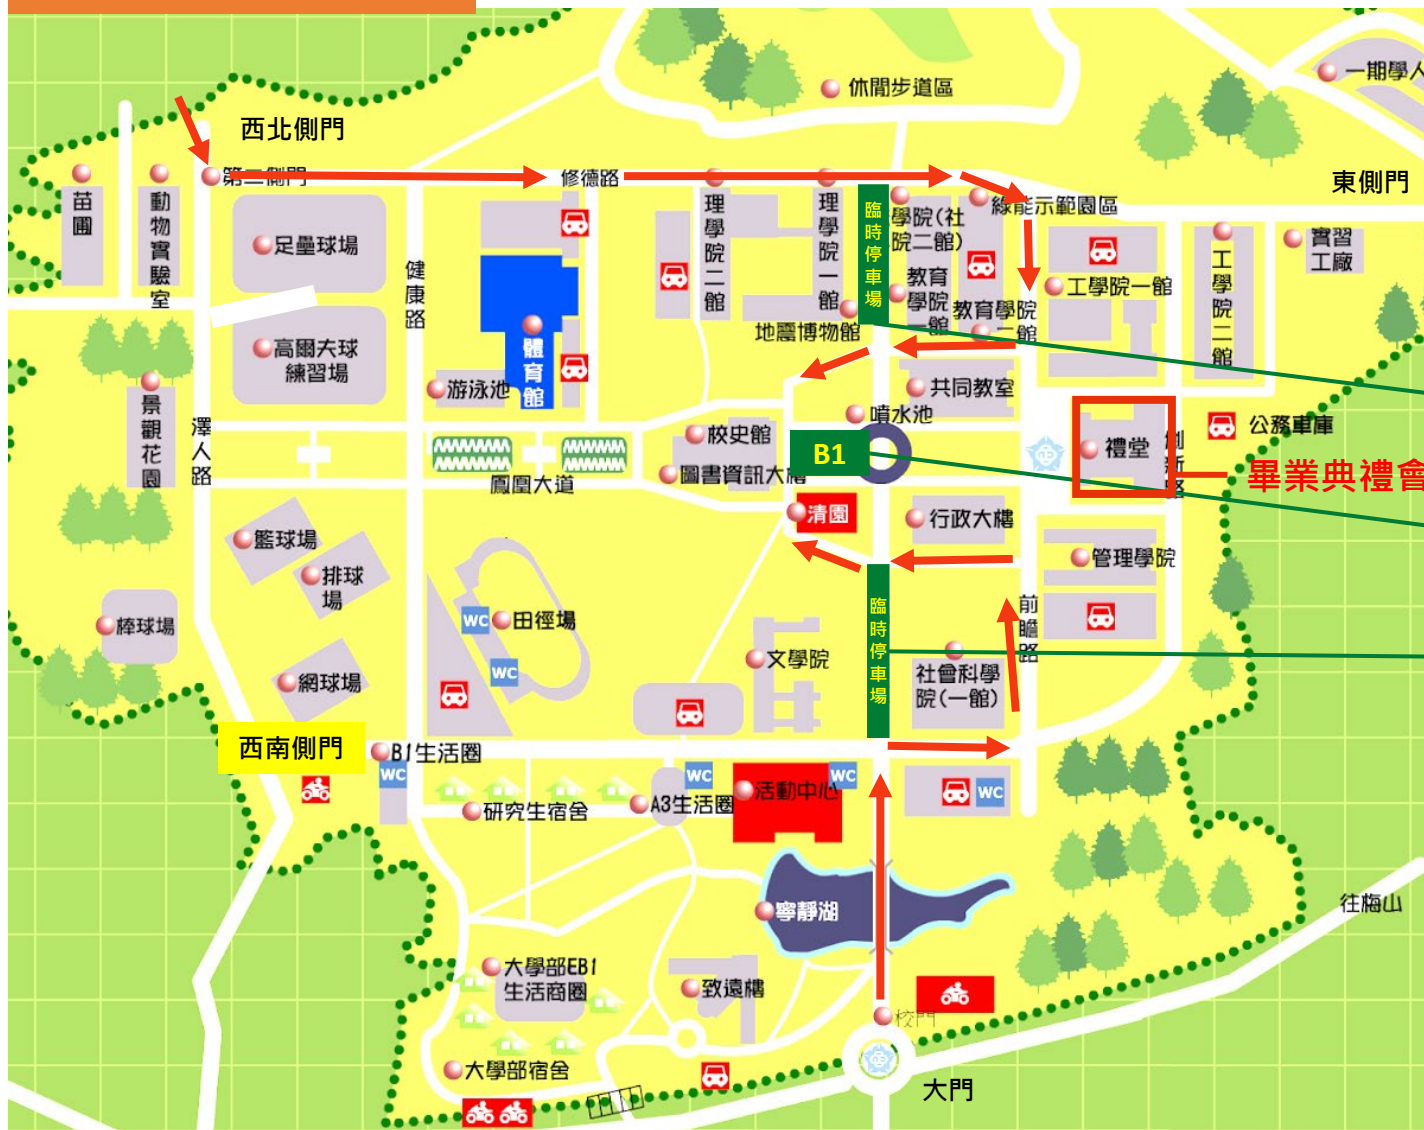 休閒步道區
一期學人
西北側門
第二側門
修德路
東側門
苗圃
動物實驗室
足壘球場
健康路
理學院二館
理學院一館
臨時停車場
學院(社
院二館)
綠能示範園區
教育
學院
一館
教育學院
二館
工學院一館
工學院二館
實習
工廠
地震博物館
高爾夫球
練習場
體育館
游泳池
共同教室
噴水池
景觀花園
澤人路
校史館
圖書資訊大樓
B1
禮堂
創新路
公務車庫
畢業典禮會
鳳凰大道
清園
行政大樓
籃球場
排球
場
管理學院
棒球場
WC
田徑場
WC
臨時停車場
前瞻路
網球場
文學院
社會科學
院(一館)
西南側門
B1生活圈
WC
WC
WC
WC
研究生宿舍
A3生活圈
活動中心
寧靜湖
往梅山
大學部EB1
生活商圈
致遠樓
校門
大學部宿舍
大門